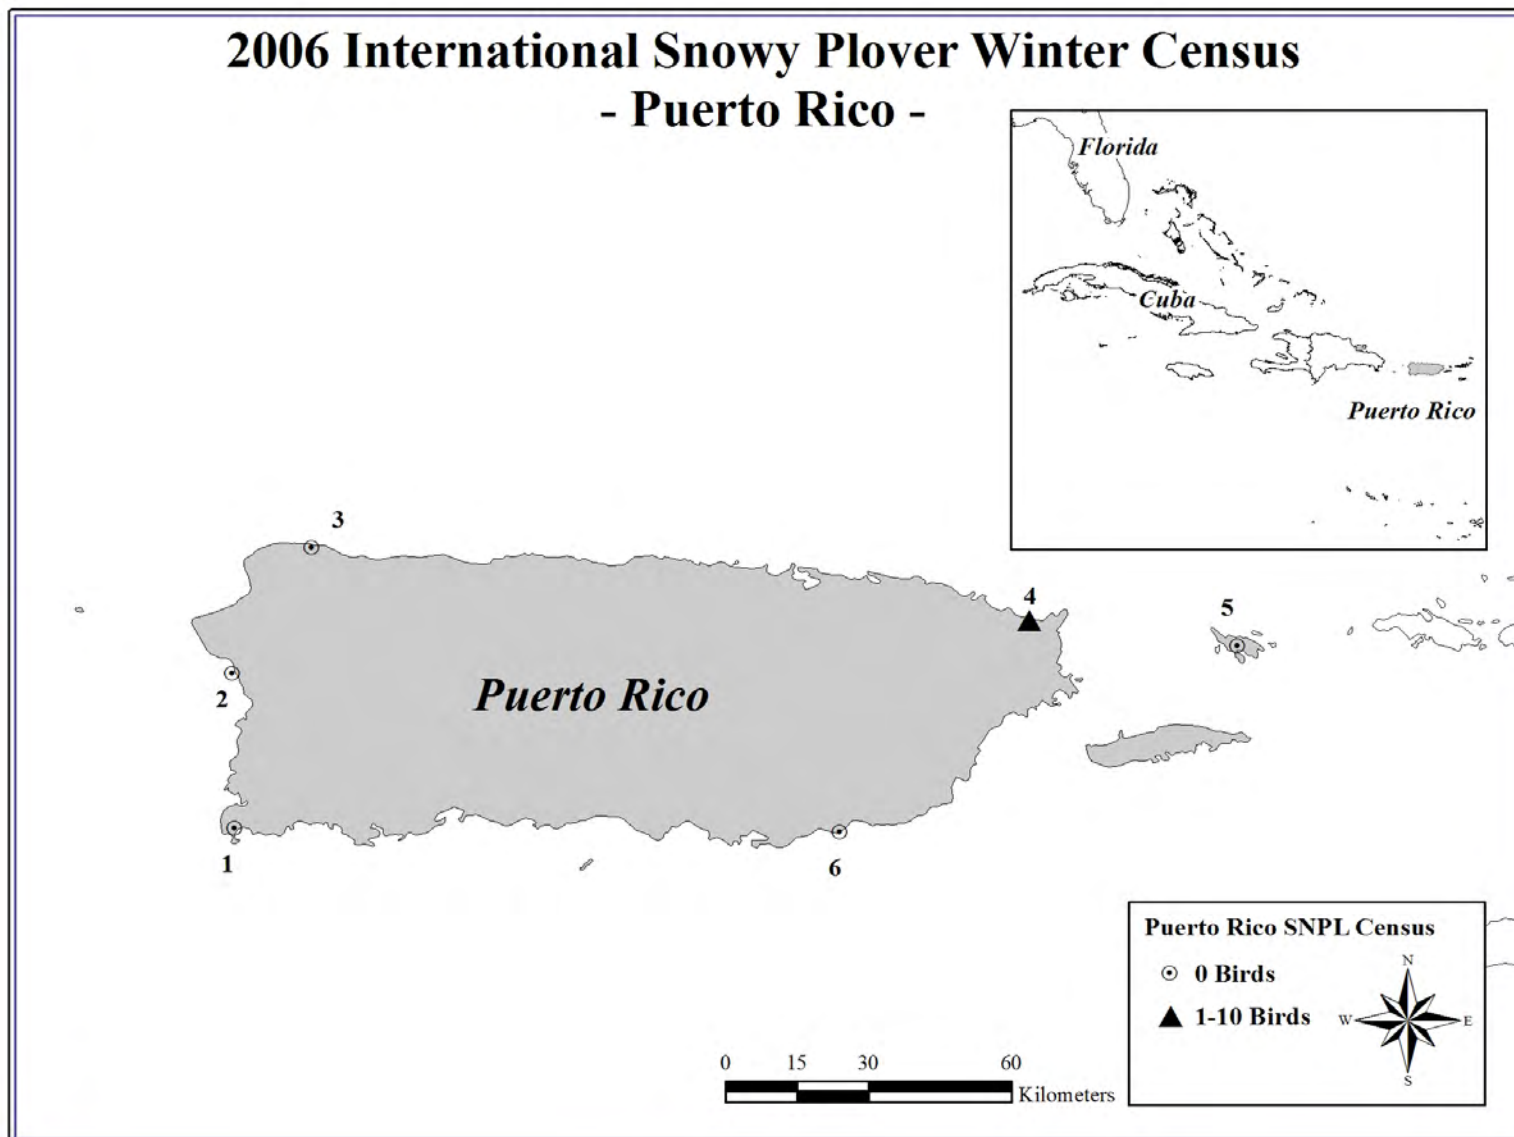 2006 International Snowy Plover Winter Census
- Puerto Rico -
Florida
Cuba
Puerto Rico
3
4
5
2
Puerto Rico
1
6
Puerto Rico SNPL Census
0 Birds
1-10 Birds
N
W
E
S
0
15
30
60
Kilometers